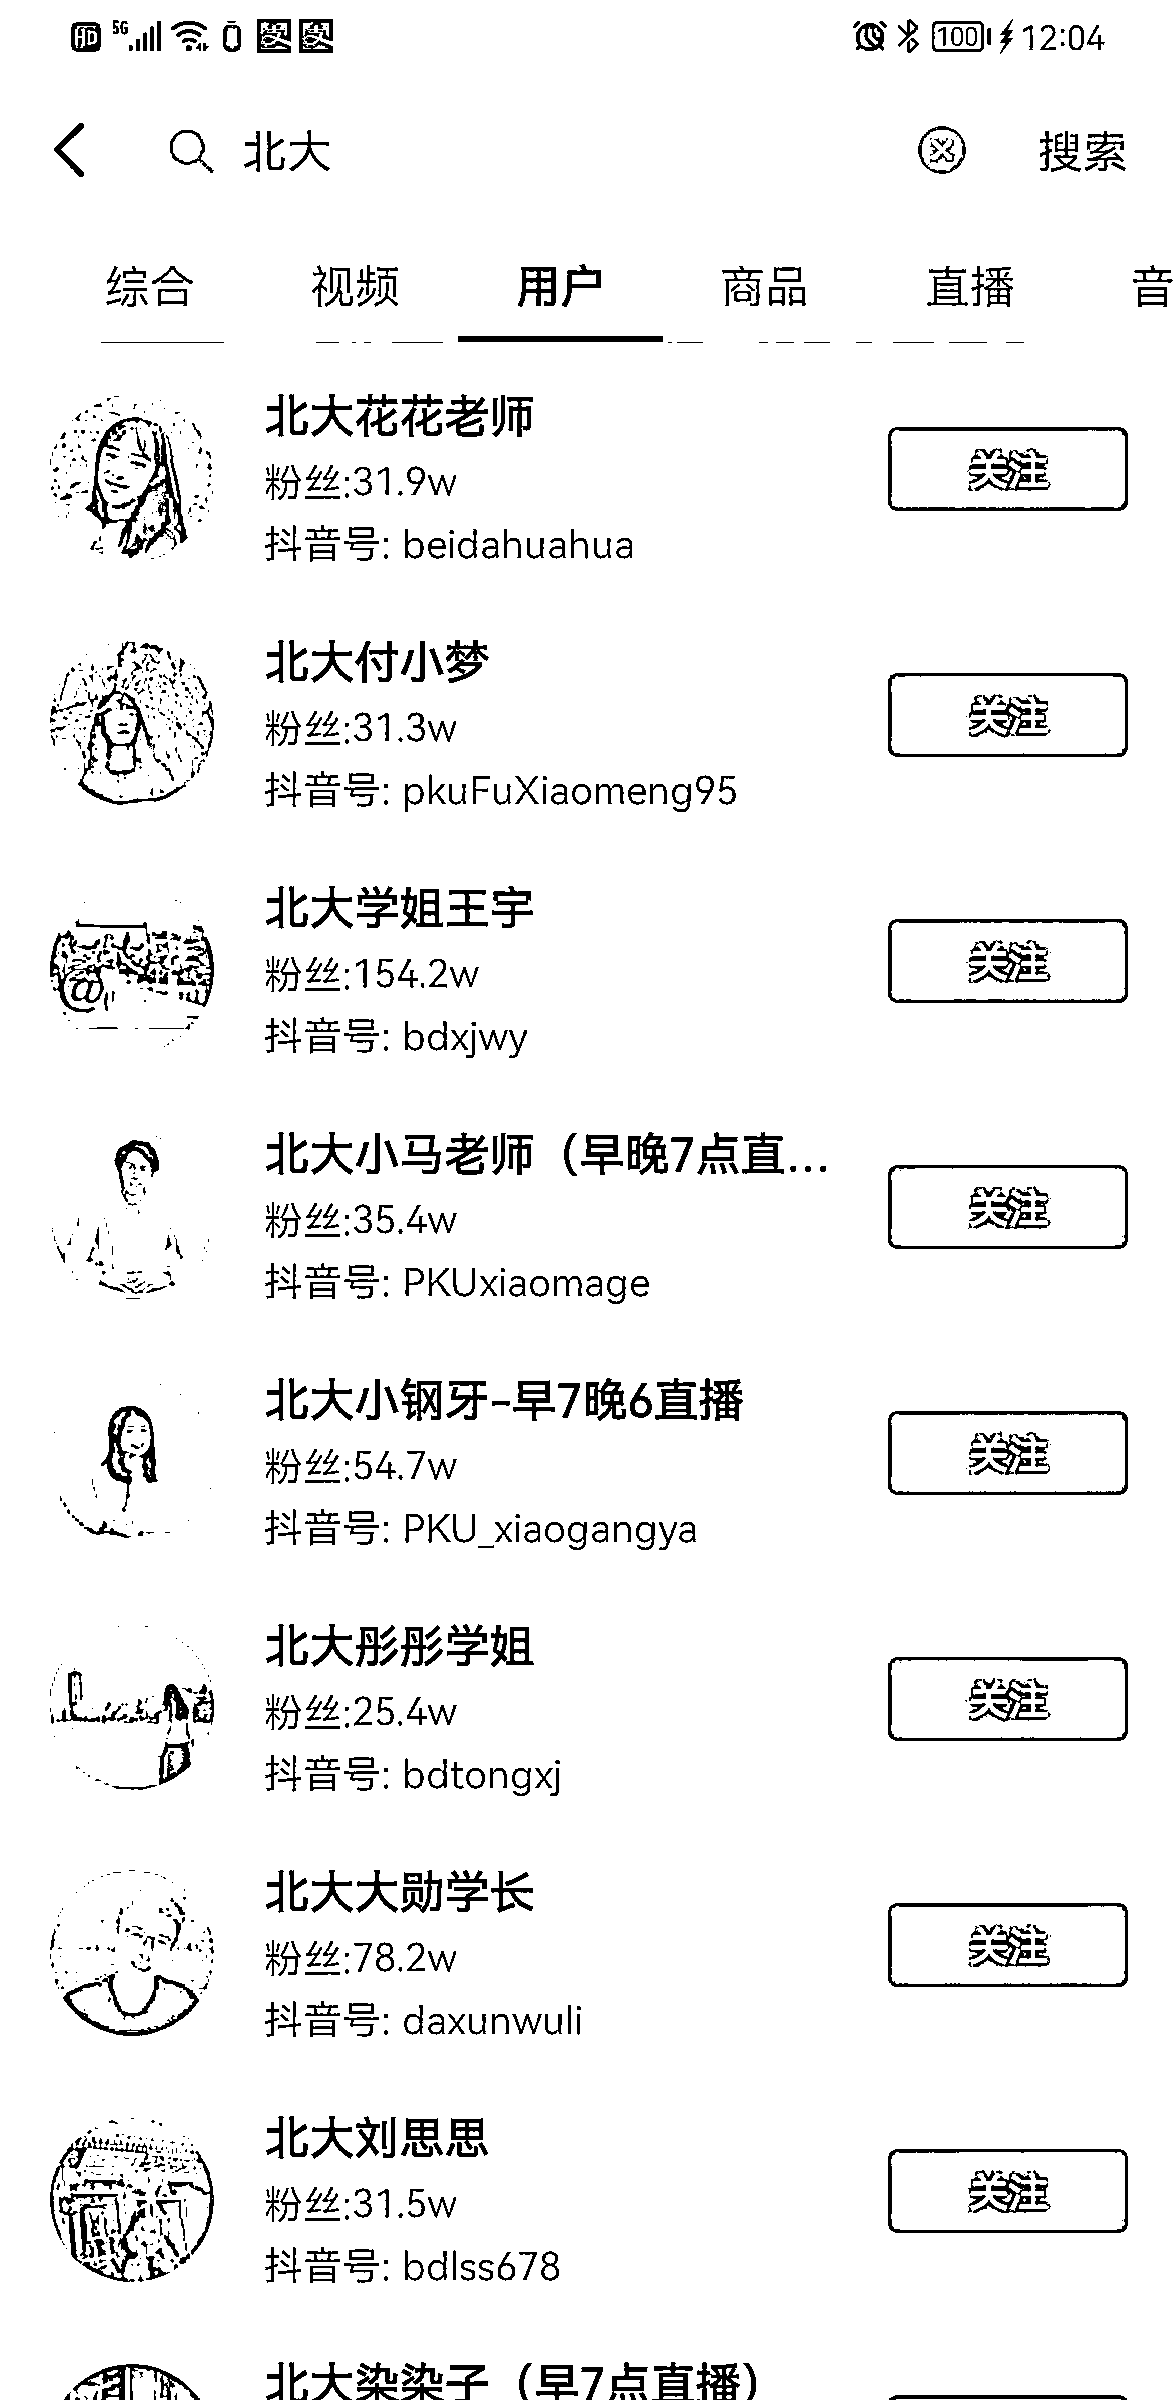 HD 5G 支 支 100 12:04
北大 搜索
综合 视频 用户 商品 直播 音
北大花花老师
粉丝:31.9w
关注
抖音号: beidahuahua
北大付小梦
粉丝:31.3w
关注
抖音号: pkuFuXiaomeng95
北大学姐王宇
粉丝:154.2w
关注
抖音号: bdxjwy
@
北大小马老师（早晚7点直...
粉丝:35.4w
关注
抖音号: PKUxiaomage
北大小钢牙-早7晚6直播
粉丝:54.7w
关注
抖音号: PKU_xiaogangya
北大彤彤学姐
粉丝:25.4w
关注
抖音号: bdtongxj
北大大勋学长
粉丝:78.2w
关注
抖音号: daxunwuli
北大刘思思
粉丝:31.5w
关注
抖音号: bdlss678
北大染染子（早7点直播）